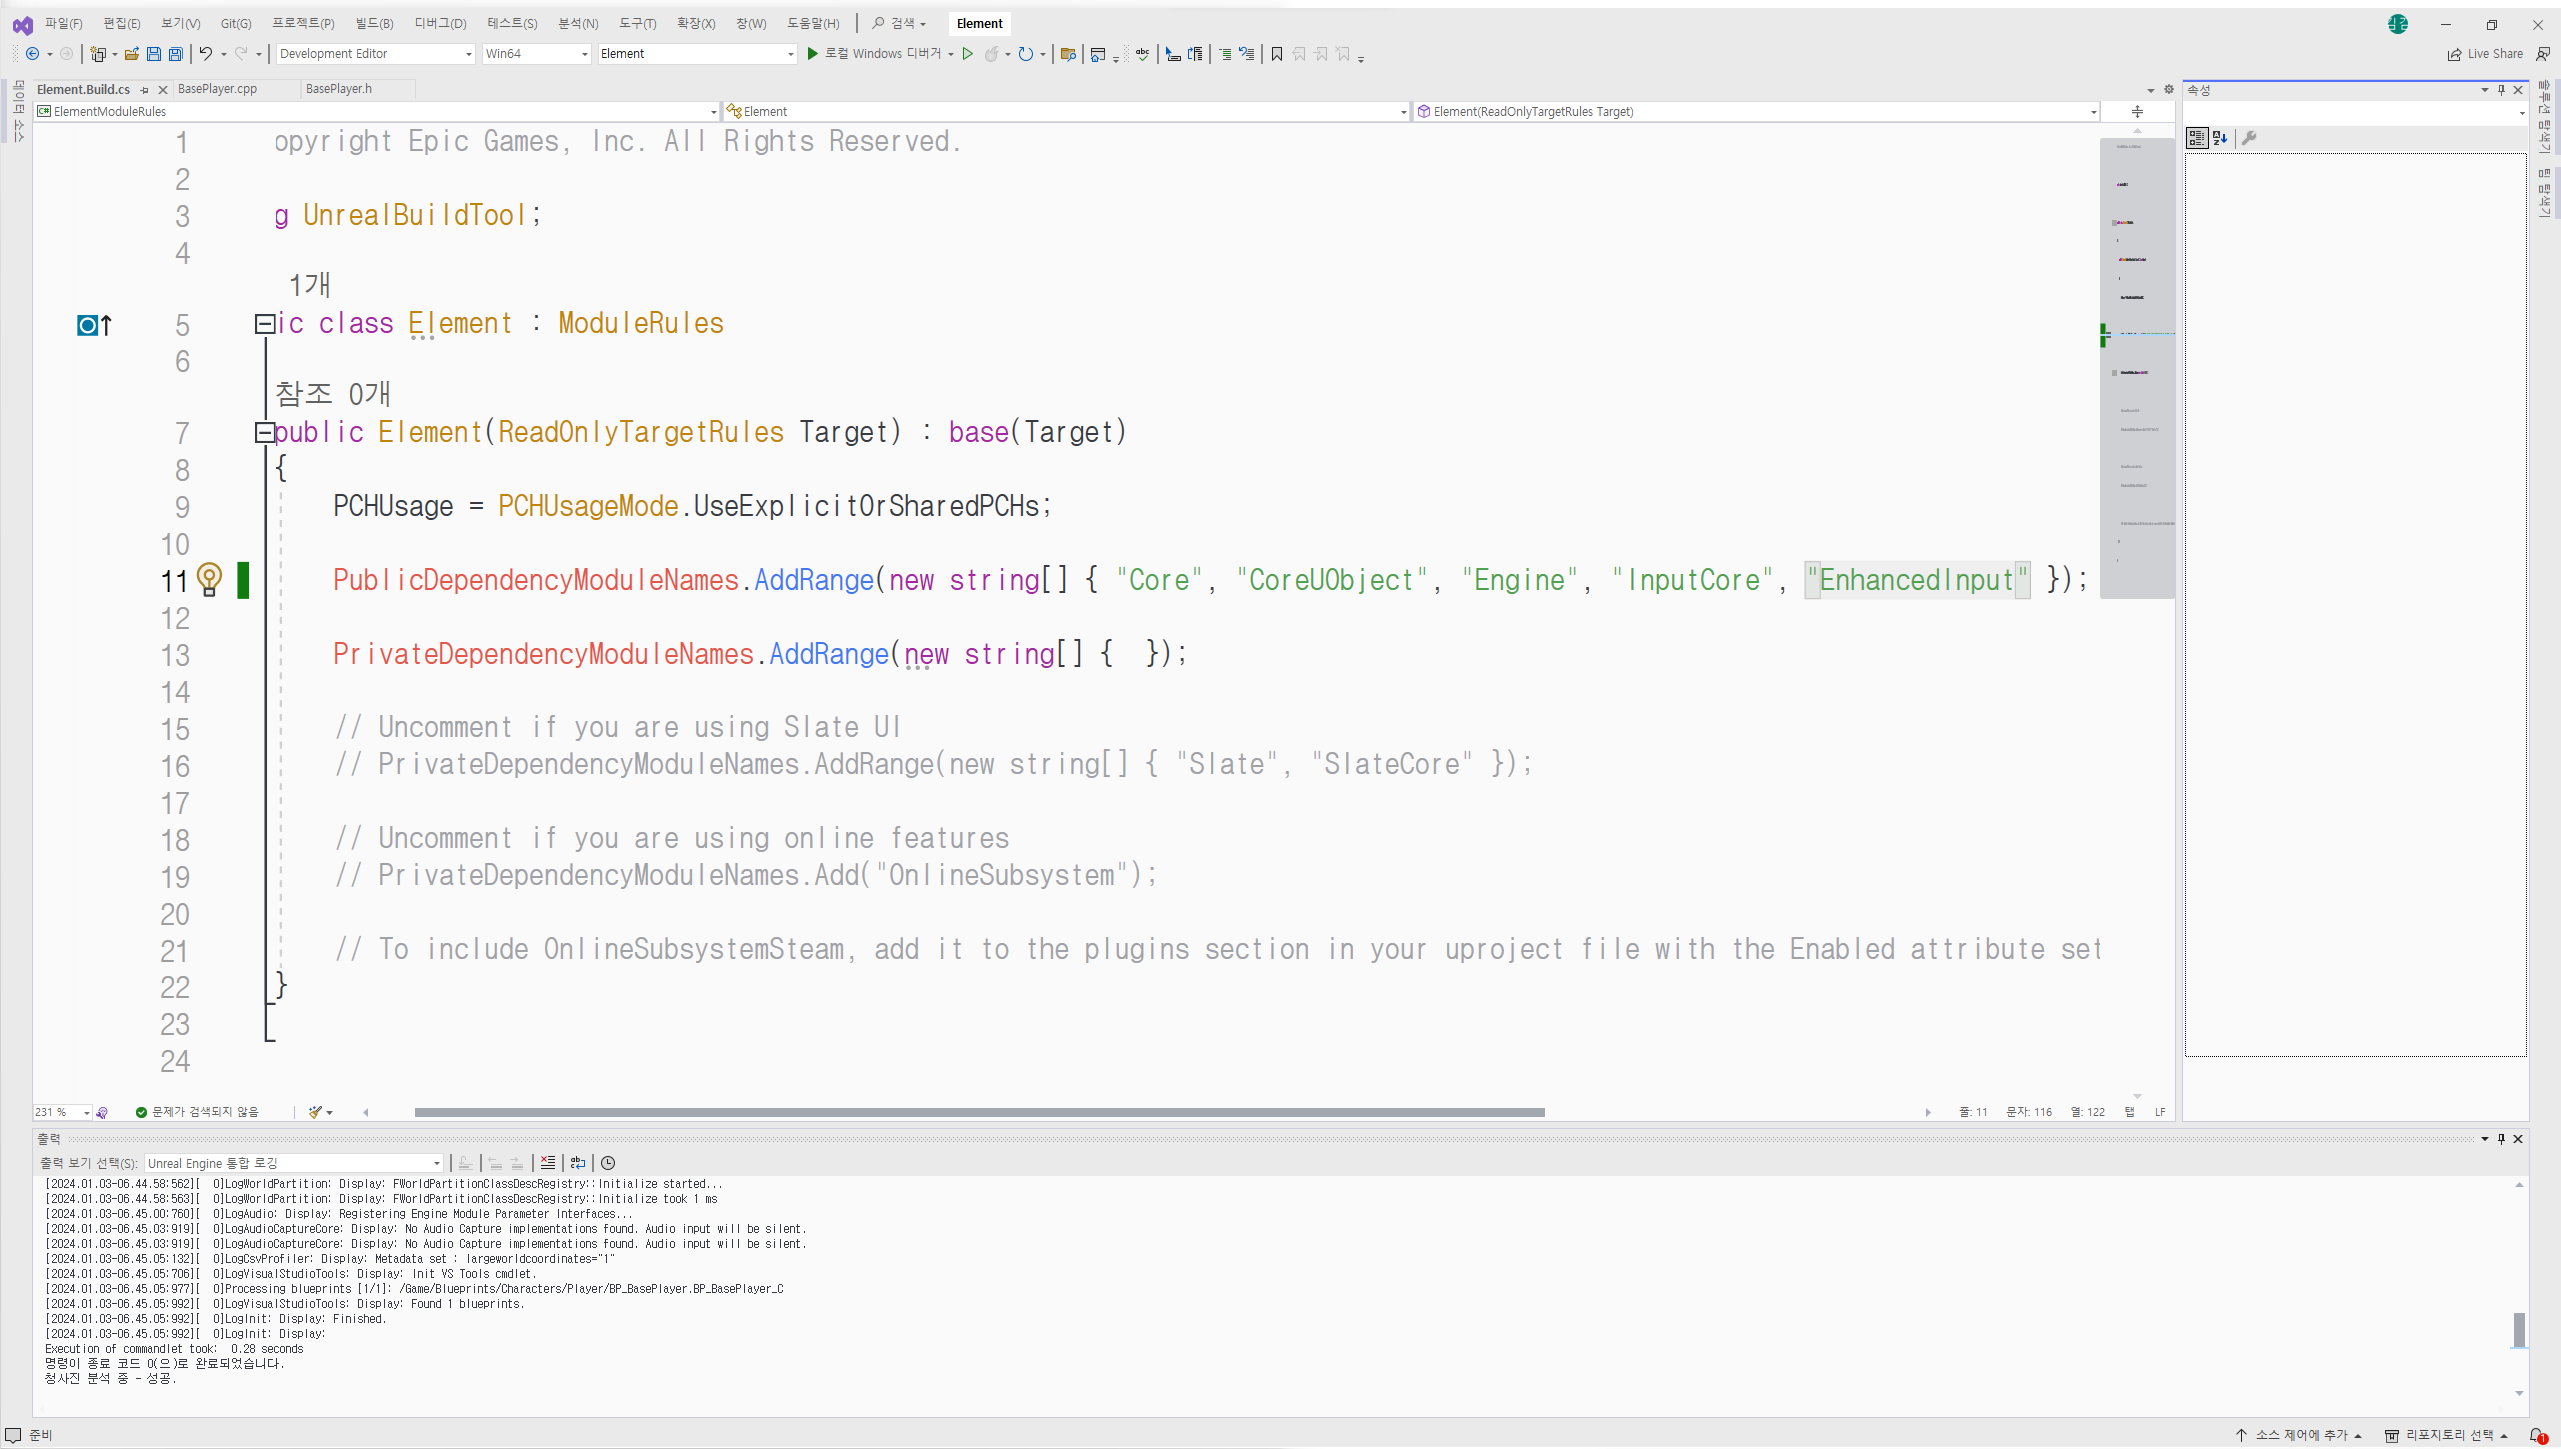 파일(F) 편집(E) 보기(V) Git(G) 프로젝트(P) 빌드(B) 디버그(D) 테스트(S) 분석(N) 도구(T) 확장(X) 창(W) 도움말(H) 검색 Element
Development Editor Win64 Element 로컬 Windows 디버거 Live Share
데이터 소스
Element.Build.cs BasePlayer.cpp BasePlayer.h
ElementModuleRules Element Element(ReadOnlyTargetRules Target)
1 opyright Epic Games, Inc. All Rights Reserved.
2
3 g UnrealBuildTool;
4
1개
5 ic class Element : ModuleRules
6
참조 0개
7 public Element(ReadOnlyTargetRules Target) : base(Target)
8 {
9 PCHUsage = PCHUsageMode.UseExplicitOrSharedPCHs;
10
11 PublicDependencyModuleNames.AddRange(new string[] { "Core", "CoreUObject", "Engine", "InputCore", "EnhancedInput" });
12
13 PrivateDependencyModuleNames.AddRange(new string[] {  });
14
15 // Uncomment if you are using Slate UI
16 // PrivateDependencyModuleNames.AddRange(new string[] { "Slate", "SlateCore" });
17
18 // Uncomment if you are using online features
19 // PrivateDependencyModuleNames.Add("OnlineSubsystem");
20
21 // To include OnlineSubsystemSteam, add it to the plugins section in your uproject file with the Enabled attribute set
22 }
23
24
231 % 문제가 검색되지 않음 줄: 11 문자: 116 열: 122 탭 LF
속성
솔루션 탐색기
팀 탐색기
출력
출력 보기 선택(S): Unreal Engine 통합 로깅
[2024.01.03-06.44.58:562][  0]LogWorldPartition: Display: FWorldPartitionClassDescRegistry::Initialize started...
[2024.01.03-06.44.58:563][  0]LogWorldPartition: Display: FWorldPartitionClassDescRegistry::Initialize took 1 ms
[2024.01.03-06.45.00:760][  0]LogAudio: Display: Registering Engine Module Parameter Interfaces...
[2024.01.03-06.45.03:919][  0]LogAudioCaptureCore: Display: No Audio Capture implementations found. Audio input will be silent.
[2024.01.03-06.45.03:919][  0]LogAudioCaptureCore: Display: No Audio Capture implementations found. Audio input will be silent.
[2024.01.03-06.45.05:132][  0]LogCsvProfiler: Display: Metadata set : largeworldcoordinates="1"
[2024.01.03-06.45.05:706][  0]LogVisualStudioTools: Display: Init VS Tools cmdlet.
[2024.01.03-06.45.05:977][  0]Processing blueprints [1/1]: /Game/Blueprints/Characters/Player/BP_BasePlayer.BP_BasePlayer_C
[2024.01.03-06.45.05:992][  0]LogVisualStudioTools: Display: Found 1 blueprints.
[2024.01.03-06.45.05:992][  0]LogInit: Display: Finished.
[2024.01.03-06.45.05:992][  0]LogInit: Display:
Execution of commandlet took:  0.28 seconds
명령이 종료 코드 0(으)로 완료되었습니다.
청사진 분석 중 - 성공.
준비 소스 제어에 추가 리포지토리 선택 1